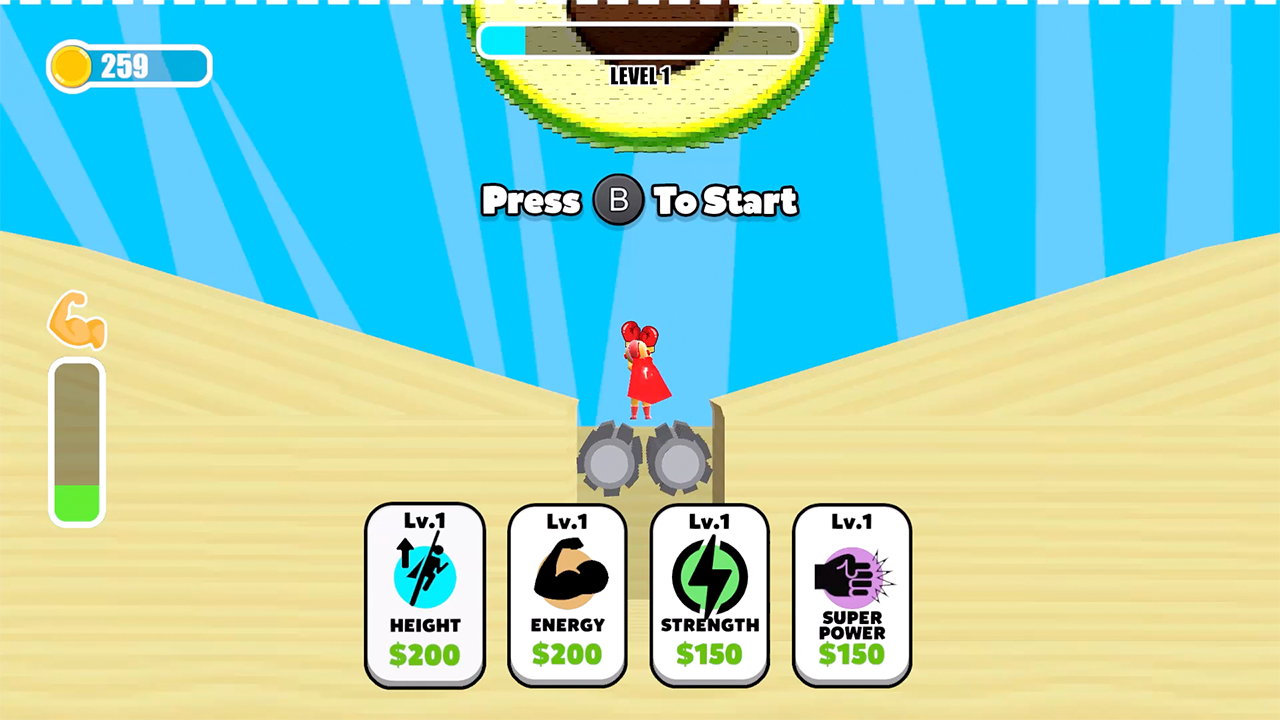 259
LEVEL 1
Press B To Start
Lv.1
HEIGHT
$200
Lv.1
ENERGY
$200
Lv.1
STRENGTH
$150
Lv.1
SUPER
POWER
$150